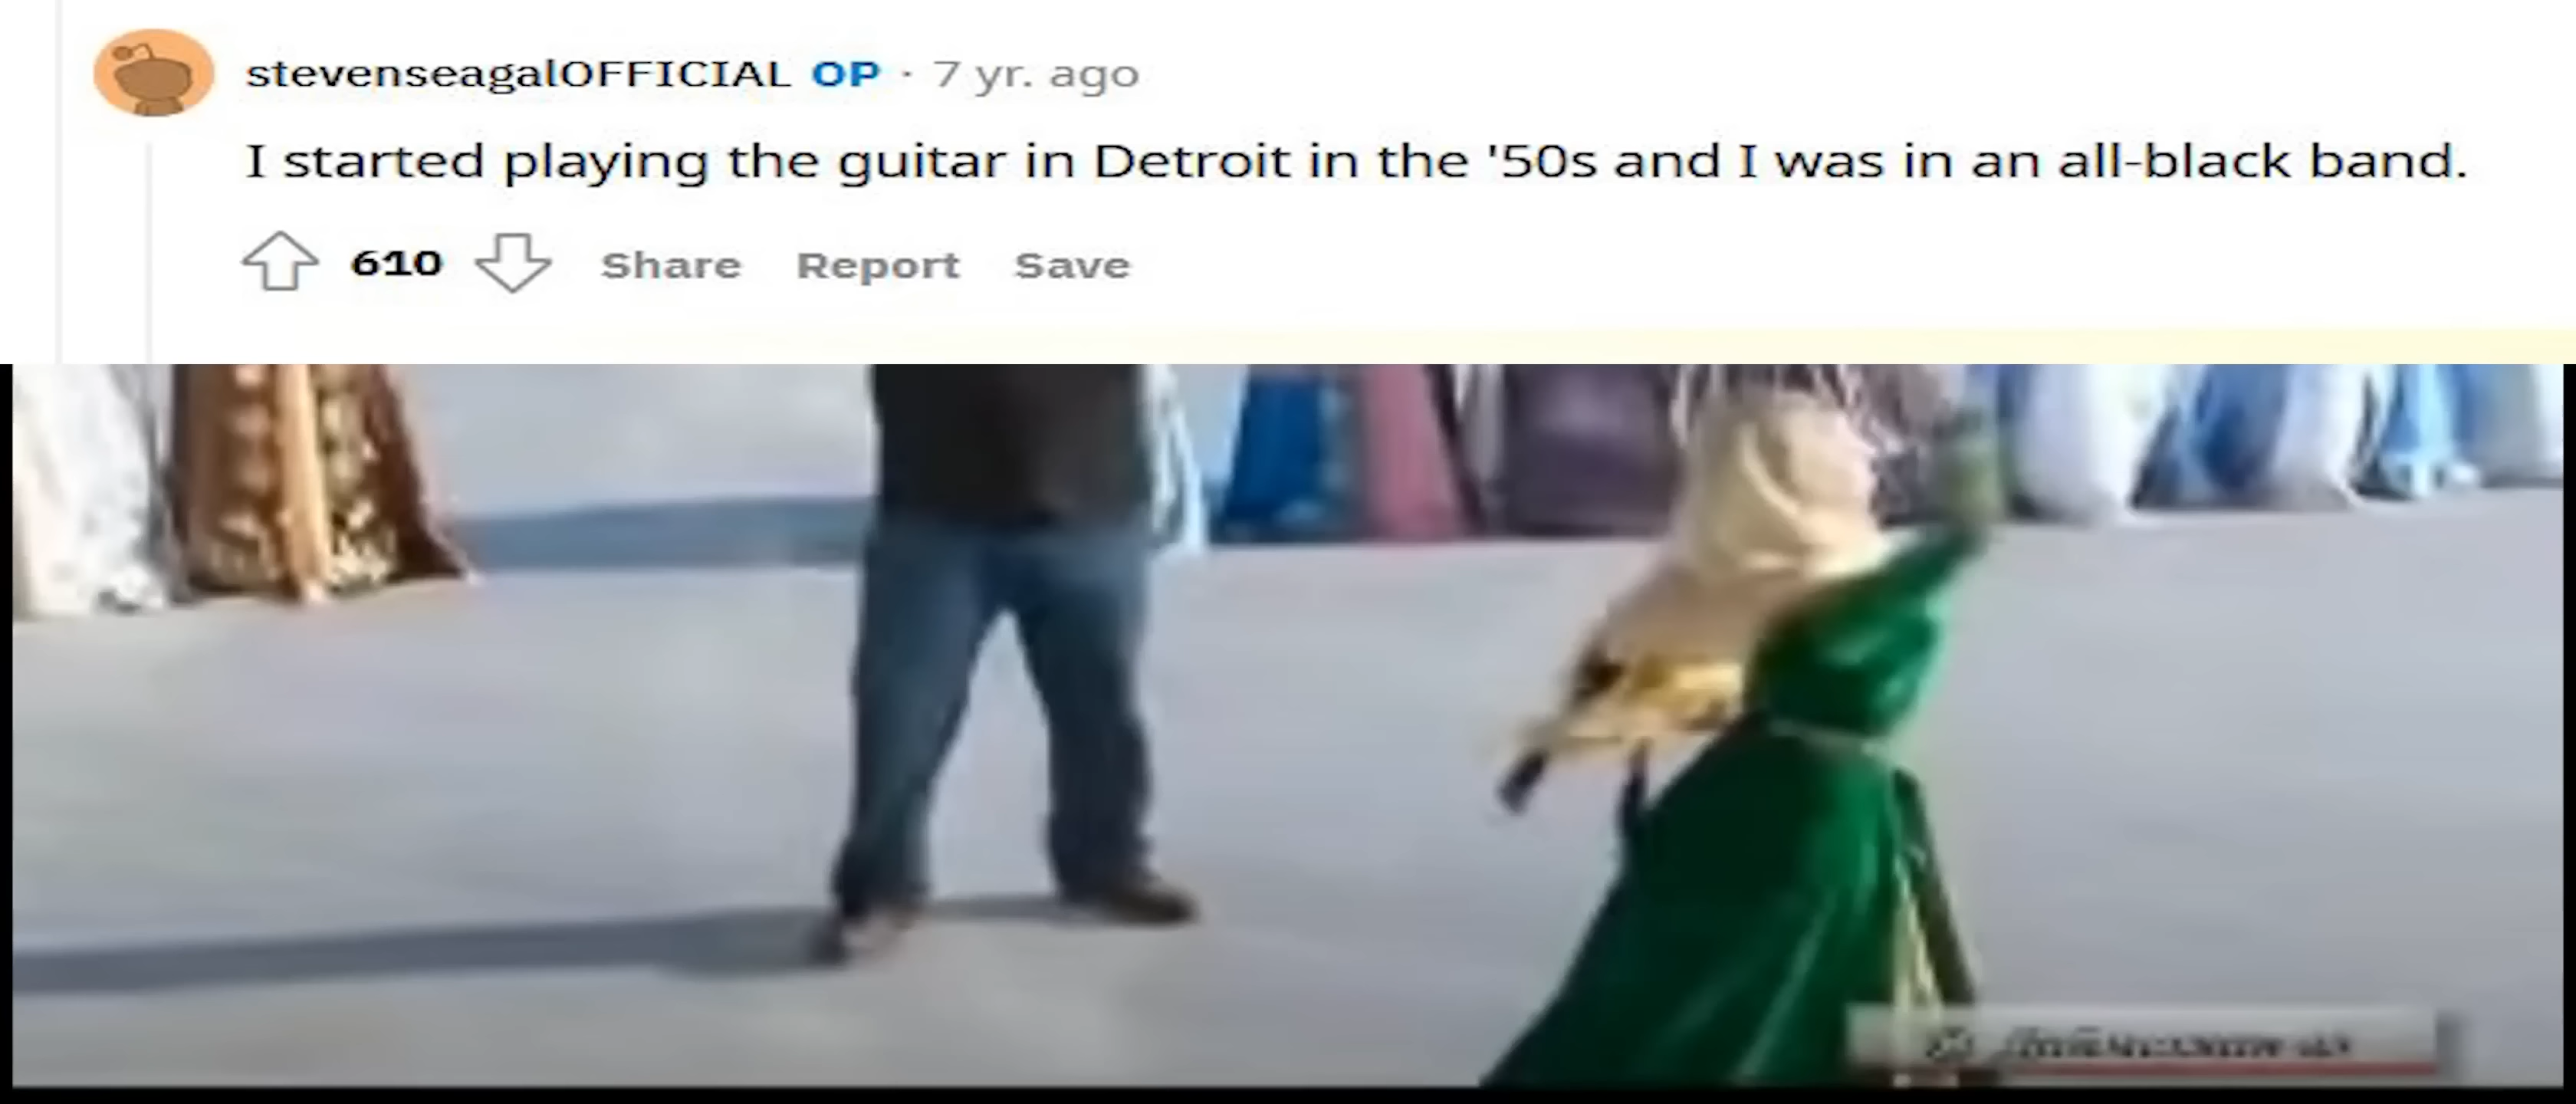 stevenseagalOFFICIAL OP · 7 yr. ago
I started playing the guitar in Detroit in the '50s and I was in an all-black band.
610 Share Report Save